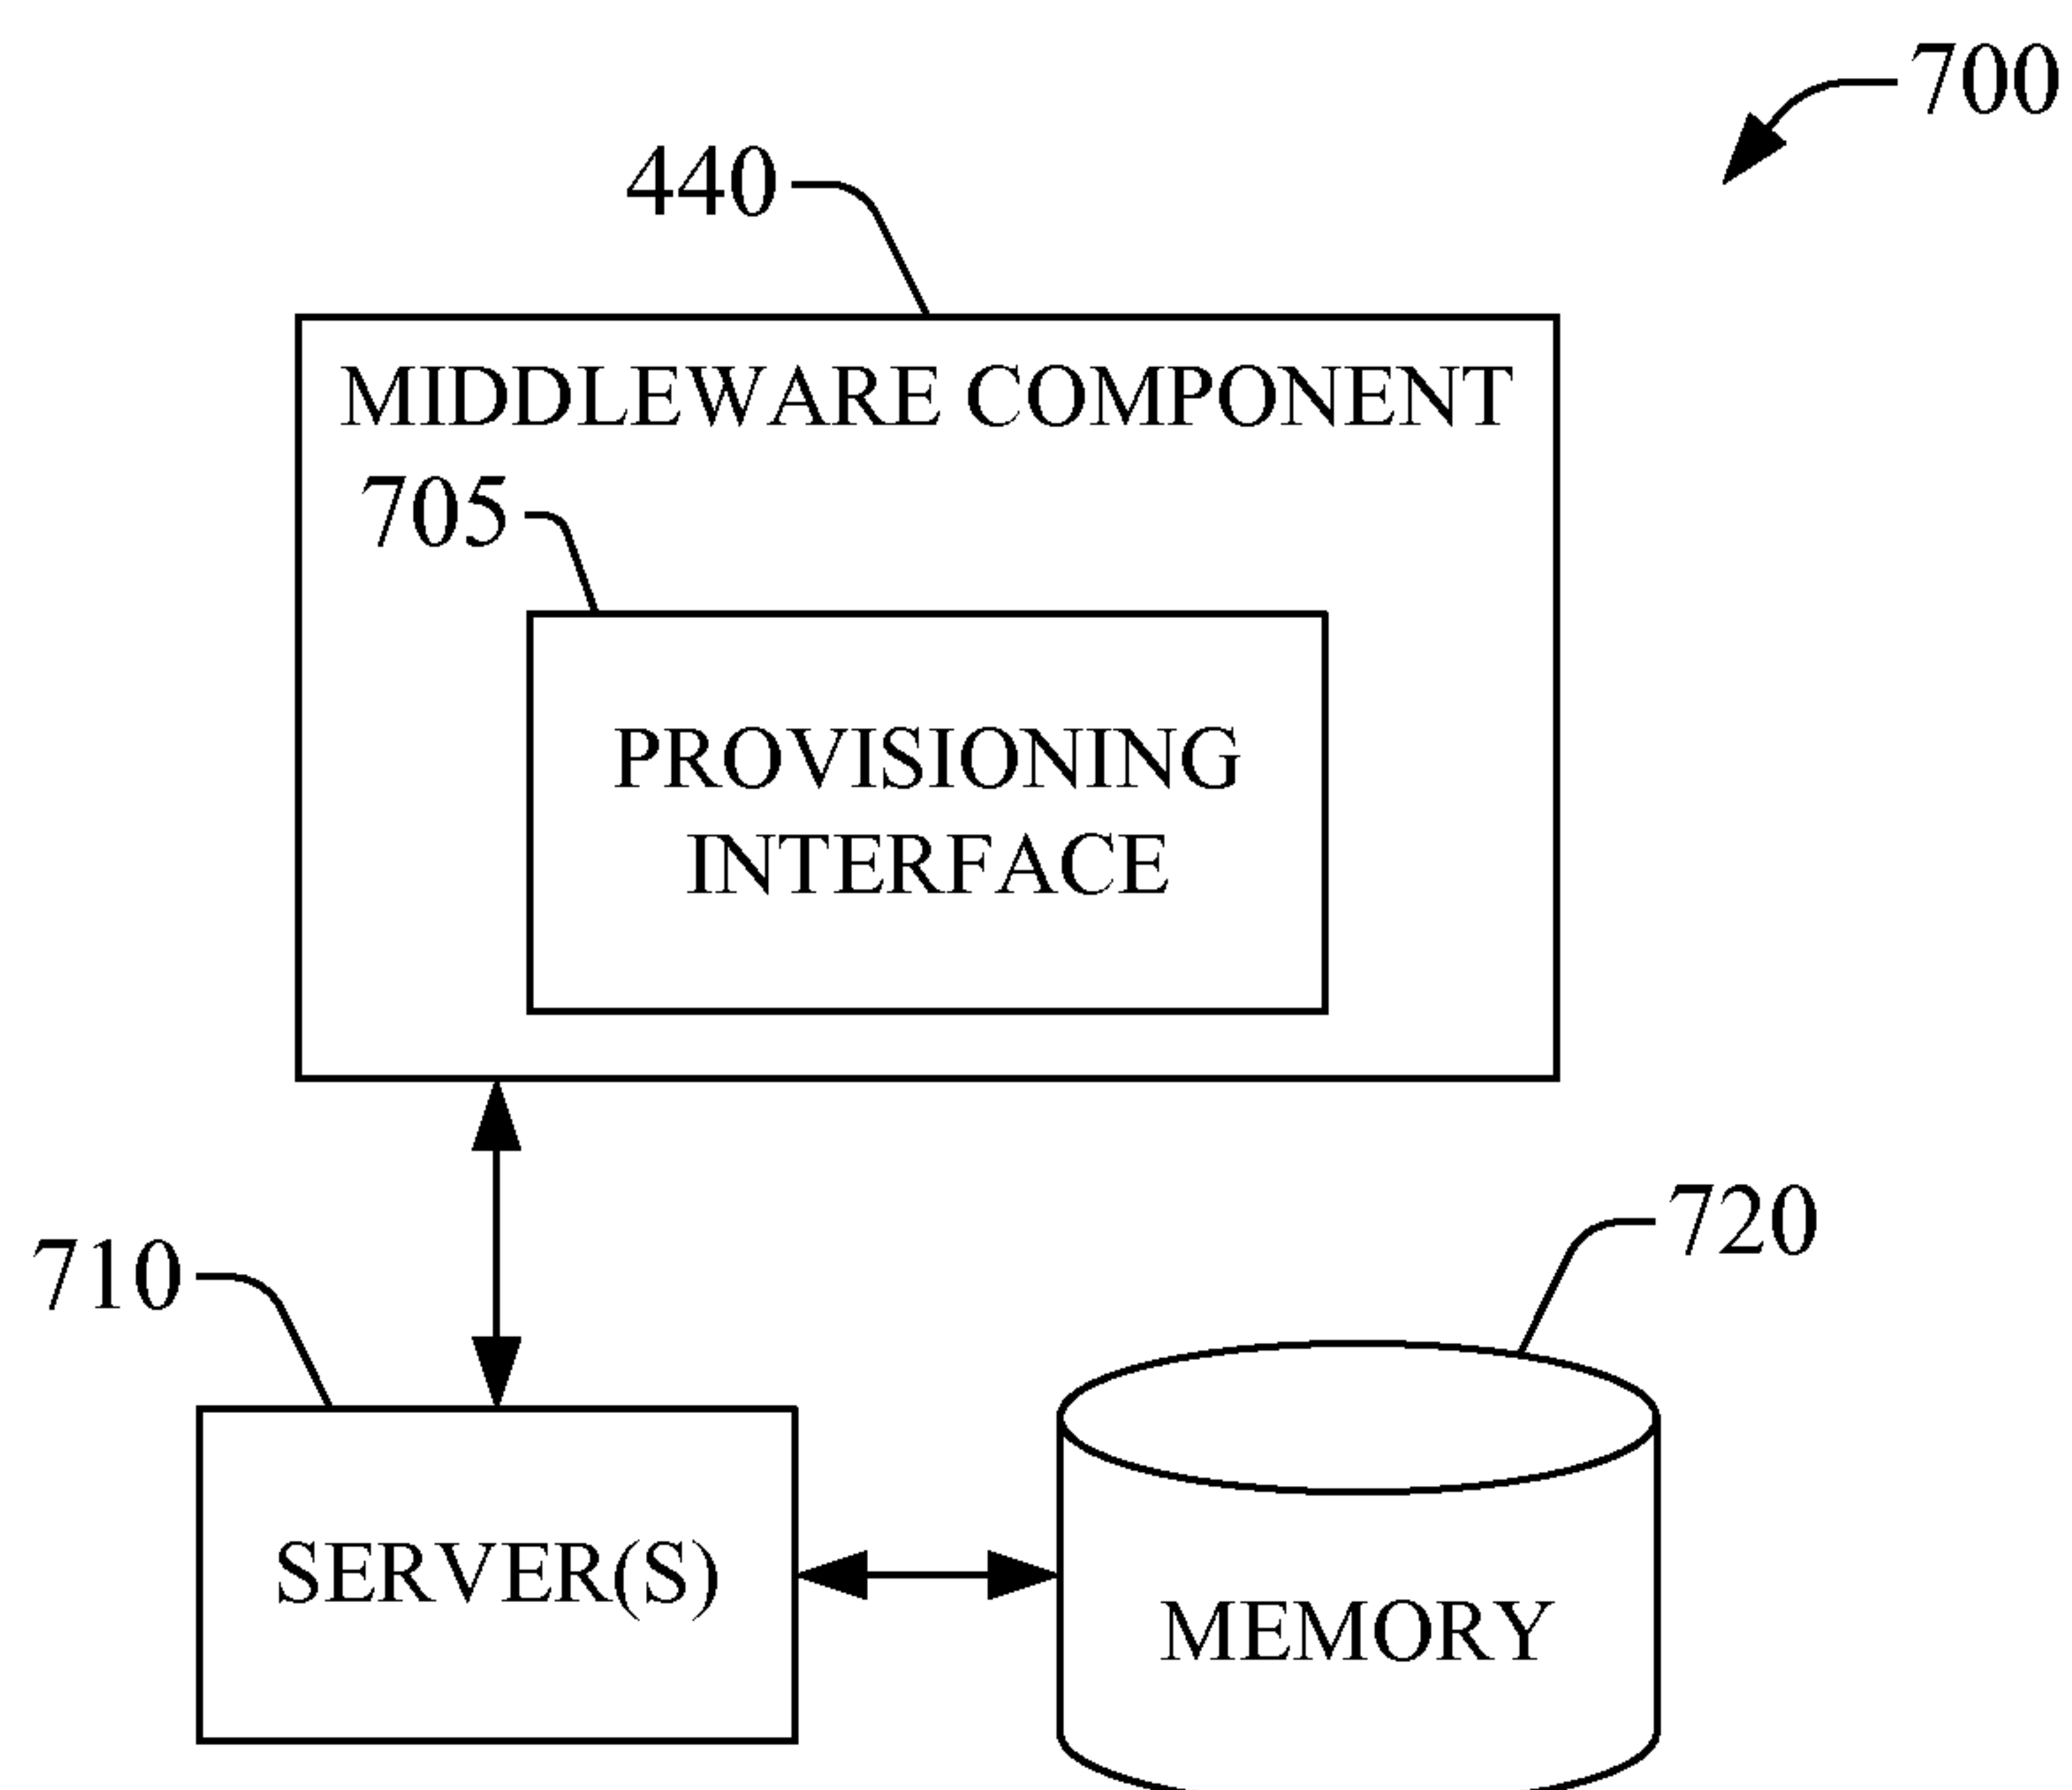 700
440
MIDDLEWARE COMPONENT
705
PROVISIONING
INTERFACE
710
720
SERVER(S)
MEMORY